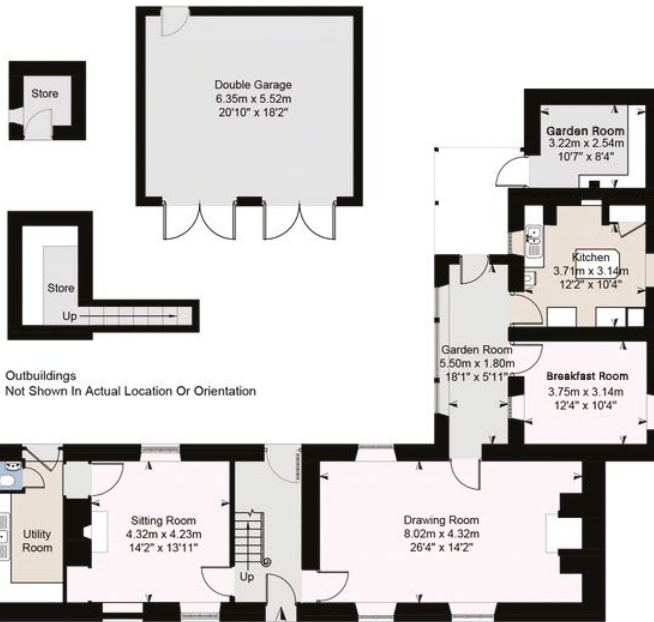 Store
Double Garage
6.35m x 5.52m
20'10" x 18'2"
Garden Room
3.22m x 2.54m
10'7" x 8'4"
Store
Up
Kitchen
3.71m x 3.14m
12'2" x 10'4"
Garden Room
5.50m x 1.80m
18'1" x 5'11"
Breakfast Room
3.75m x 3.14m
12'4" x 10'4"
Outbuildings
Not Shown In Actual Location Or Orientation
Utility
Room
Sitting Room
4.32m x 4.23m
14'2" x 13'11"
Up
Drawing Room
8.02m x 4.32m
26'4" x 14'2"